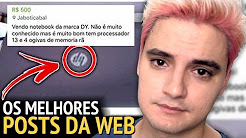 R$ 500
Jaboticabal
Vendo notebook da marca DY. Não é muito
conhecido mas é muito bom tem processador
13 e 4 ogivas de memoria rã
hp
OS MELHORES
POSTS DA WEB